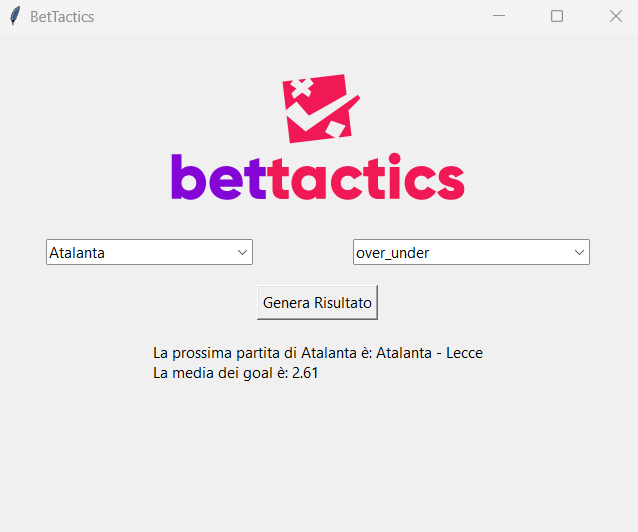 BetTactics
bettactics
Atalanta
over_under
Genera Risultato
La prossima partita di Atalanta è: Atalanta - Lecce
La media dei goal è: 2.61